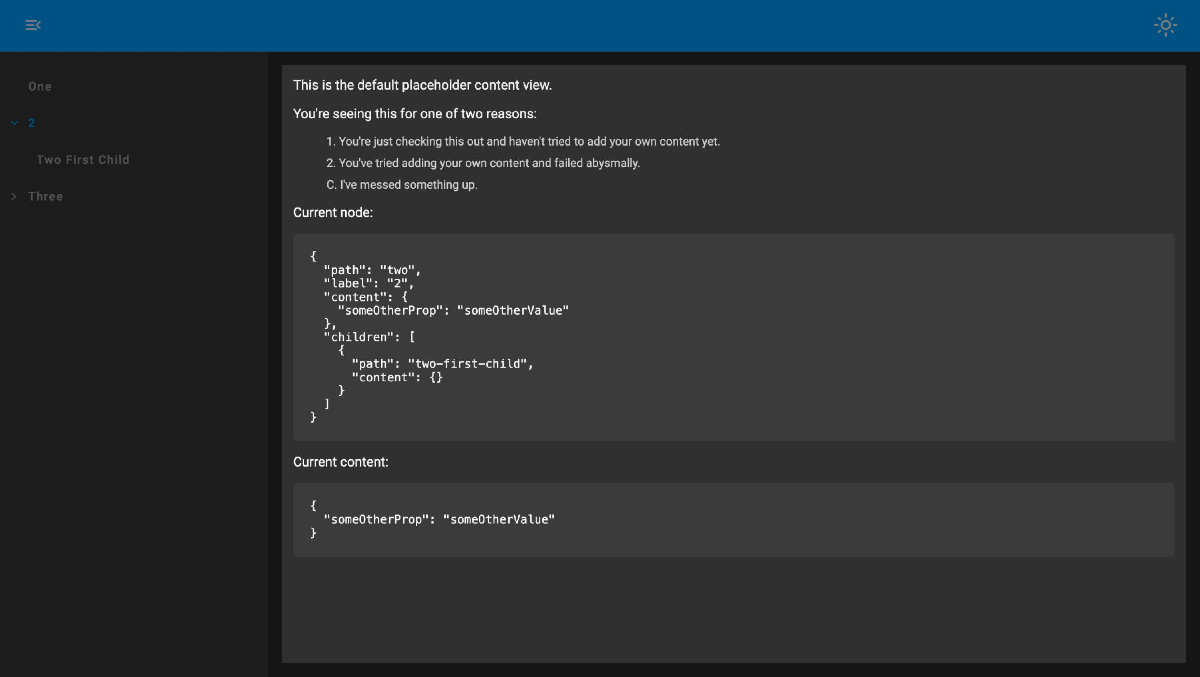 One
2
Two First Child
Three
This is the default placeholder content view.
You're seeing this for one of two reasons:
1. You're just checking this out and haven't tried to add your own content yet.
2. You've tried adding your own content and failed abysmally.
C. I've messed something up.
Current node:
{
  "path": "two",
  "label": "2",
  "content": {
    "someOtherProp": "someOtherValue"
  },
  "children": [
    {
      "path": "two-first-child",
      "content": {}
    }
  ]
}
Current content:
{
  "someOtherProp": "someOtherValue"
}